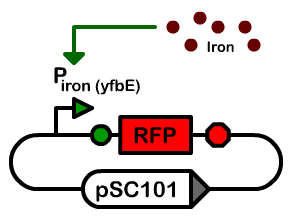 Iron
Piron (yfbE)
RFP
pSC101